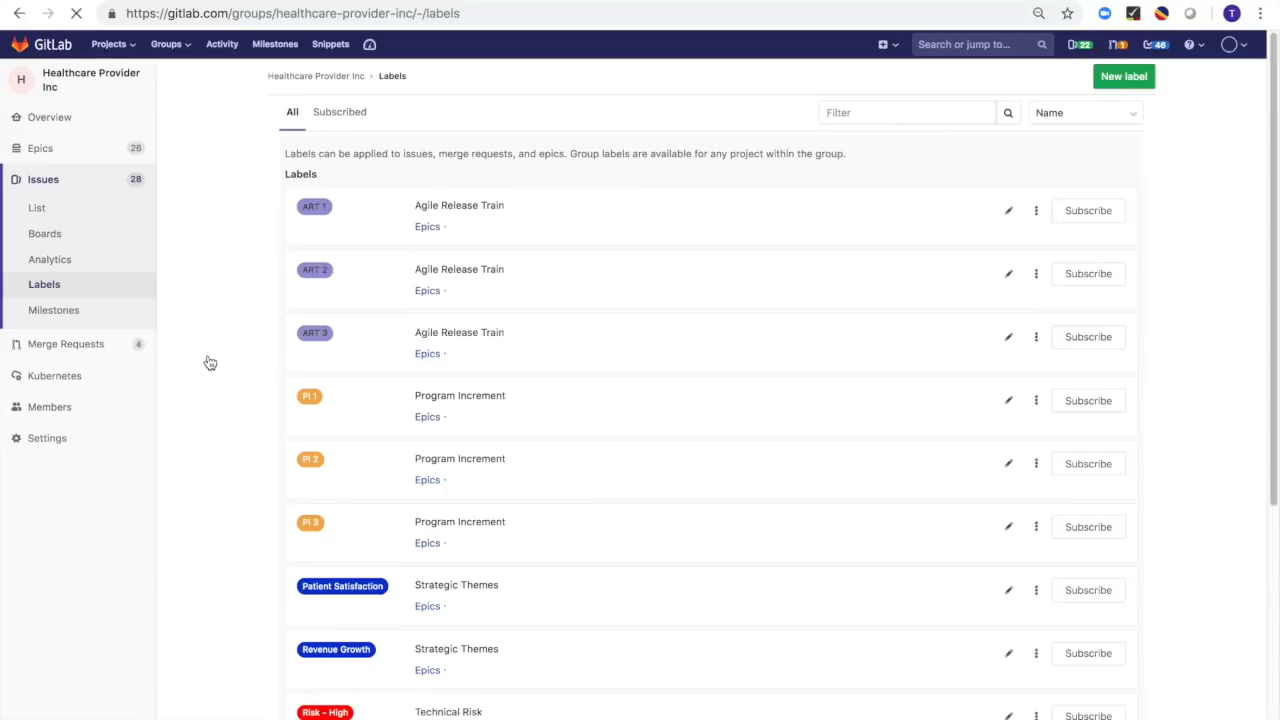 https://gitlab.com/groups/healthcare-provider-inc/-/labels
T
GitLab Projects Groups Activity Milestones Snippets Search or jump to... 22 1 46
H Healthcare Provider Inc
Healthcare Provider Inc › Labels
New label
Overview
Epics 26
Issues 28
List
Boards
Analytics
Labels
Milestones
Merge Requests 4
Kubernetes
Members
Settings
All Subscribed Filter Name
Labels can be applied to issues, merge requests, and epics. Group labels are available for any project within the group.
Labels
ART 1 Agile Release Train Subscribe
Epics ·
ART 2 Agile Release Train Subscribe
Epics ·
ART 3 Agile Release Train Subscribe
Epics ·
PI 1 Program Increment Subscribe
Epics ·
PI 2 Program Increment Subscribe
Epics ·
PI 3 Program Increment Subscribe
Epics ·
Patient Satisfaction Strategic Themes Subscribe
Epics ·
Revenue Growth Strategic Themes Subscribe
Epics ·
Risk - High Technical Risk Subscribe